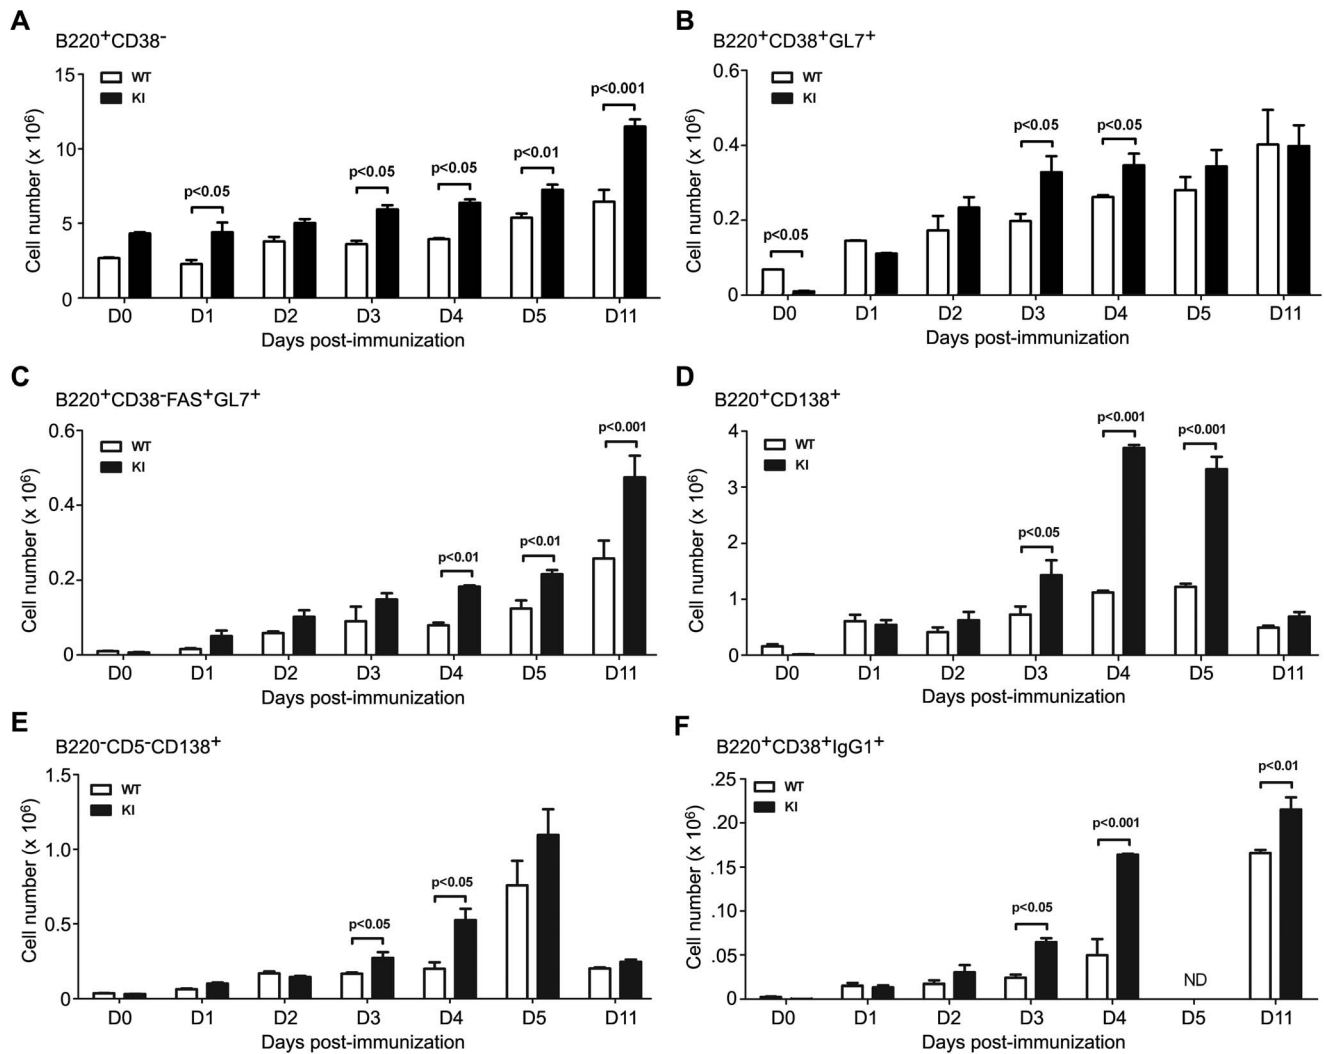 A
B220⁺CD38⁻
Cell number (x 10⁶)
15
10
5
0
WT
KI
p<0.05
p<0.05
p<0.05
p<0.01
p<0.001
D0 D1 D2 D3 D4 D5 D11
Days post-immunization
B
B220⁺CD38⁺GL7⁺
Cell number (x 10⁶)
0.6
0.4
0.2
0
WT
KI
p<0.05
p<0.05
p<0.05
D0 D1 D2 D3 D4 D5 D11
Days post-immunization
C
B220⁺CD38⁻FAS⁺GL7⁺
Cell number (x 10⁶)
0.6
0.4
0.2
0
WT
KI
p<0.01
p<0.01
p<0.001
D0 D1 D2 D3 D4 D5 D11
Days post-immunization
D
B220⁺CD138⁺
Cell number (x 10⁶)
4
3
2
1
0
WT
KI
p<0.05
p<0.001
p<0.001
D0 D1 D2 D3 D4 D5 D11
Days post-immunization
E
B220⁻CD5⁻CD138⁺
Cell number (x 10⁶)
1.5
1.0
0.5
0
WT
KI
p<0.05
p<0.05
D0 D1 D2 D3 D4 D5 D11
Days post-immunization
F
B220⁺CD38⁺IgG1⁺
Cell number (x 10⁶)
.25
.20
.15
.10
.05
0
WT
KI
p<0.05
p<0.001
ND
p<0.01
D0 D1 D2 D3 D4 D5 D11
Days post-immunization